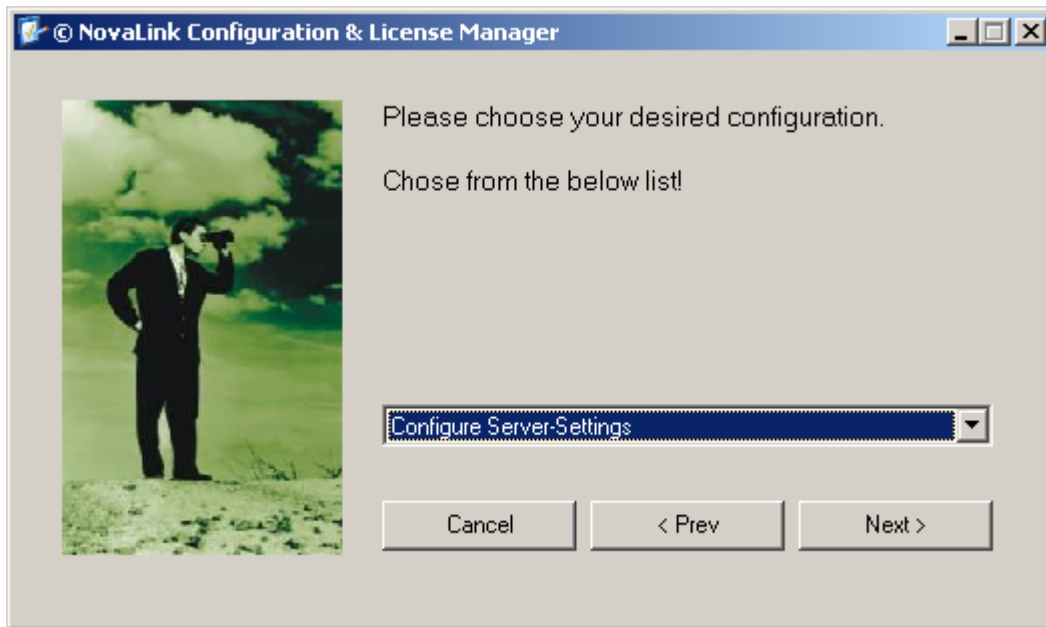 © NovaLink Configuration & License Manager
Please choose your desired configuration.
Chose from the below list!
Configure Server-Settings
Cancel
< Prev
Next >